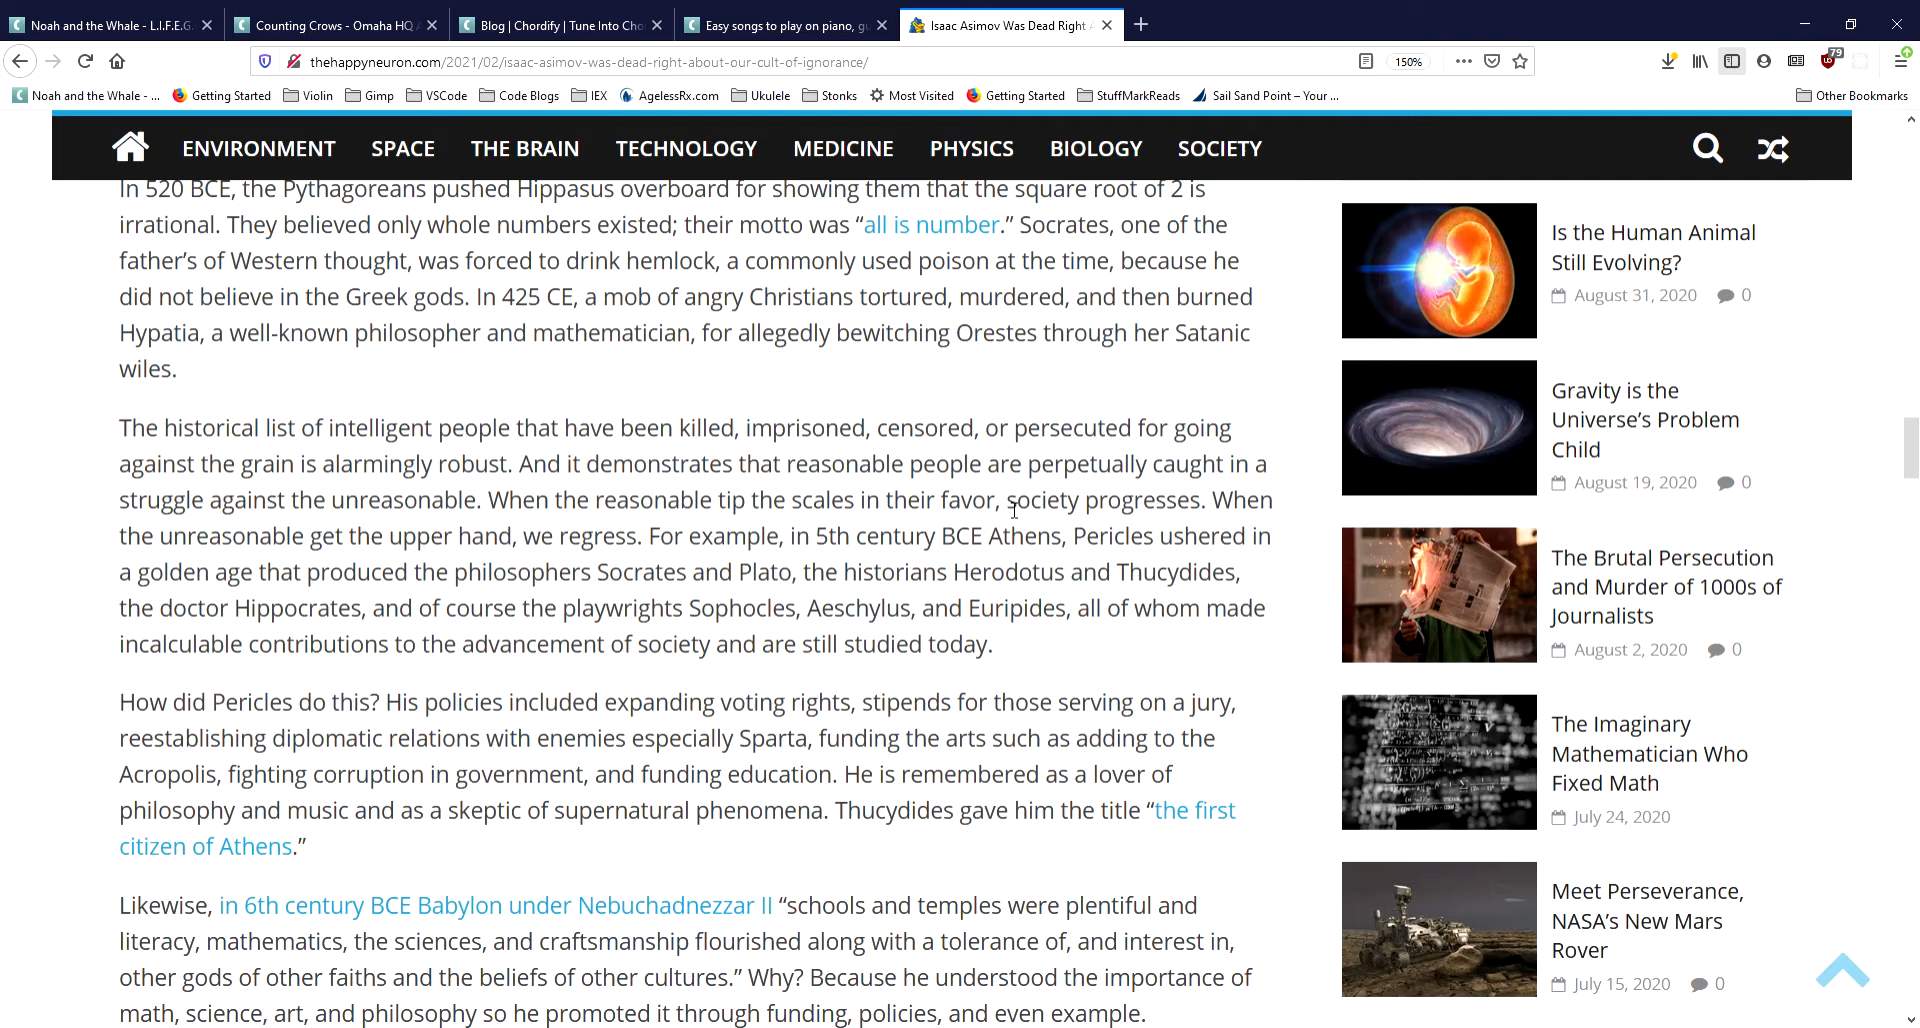 Noah and the Whale - L.I.F.E.G.
Counting Crows - Omaha HQ
Blog | Chordify | Tune Into Cho
Easy songs to play on piano, gu
Isaac Asimov Was Dead Right
thehappyneuron.com/2021/02/isaac-asimov-was-dead-right-about-our-cult-of-ignorance/
150%
79
Noah and the Whale - ...
Getting Started
Violin
Gimp
VSCode
Code Blogs
IEX
AgelessRx.com
Ukulele
Stonks
Most Visited
Getting Started
StuffMarkReads
Sail Sand Point – Your ...
Other Bookmarks
ENVIRONMENT
SPACE
THE BRAIN
TECHNOLOGY
MEDICINE
PHYSICS
BIOLOGY
SOCIETY
In 520 BCE, the Pythagoreans pushed Hippasus overboard for showing them that the square root of 2 is
irrational. They believed only whole numbers existed; their motto was “all is number.” Socrates, one of the
father’s of Western thought, was forced to drink hemlock, a commonly used poison at the time, because he
did not believe in the Greek gods. In 425 CE, a mob of angry Christians tortured, murdered, and then burned
Hypatia, a well-known philosopher and mathematician, for allegedly bewitching Orestes through her Satanic
wiles.
The historical list of intelligent people that have been killed, imprisoned, censored, or persecuted for going
against the grain is alarmingly robust. And it demonstrates that reasonable people are perpetually caught in a
struggle against the unreasonable. When the reasonable tip the scales in their favor, society progresses. When
the unreasonable get the upper hand, we regress. For example, in 5th century BCE Athens, Pericles ushered in
a golden age that produced the philosophers Socrates and Plato, the historians Herodotus and Thucydides,
the doctor Hippocrates, and of course the playwrights Sophocles, Aeschylus, and Euripides, all of whom made
incalculable contributions to the advancement of society and are still studied today.
How did Pericles do this? His policies included expanding voting rights, stipends for those serving on a jury,
reestablishing diplomatic relations with enemies especially Sparta, funding the arts such as adding to the
Acropolis, fighting corruption in government, and funding education. He is remembered as a lover of
philosophy and music and as a skeptic of supernatural phenomena. Thucydides gave him the title “the first
citizen of Athens.”
Likewise, in 6th century BCE Babylon under Nebuchadnezzar II “schools and temples were plentiful and
literacy, mathematics, the sciences, and craftsmanship flourished along with a tolerance of, and interest in,
other gods of other faiths and the beliefs of other cultures.” Why? Because he understood the importance of
math, science, art, and philosophy so he promoted it through funding, policies, and even example.
Is the Human Animal
Still Evolving?
August 31, 2020
0
Gravity is the
Universe’s Problem
Child
August 19, 2020
0
The Brutal Persecution
and Murder of 1000s of
Journalists
August 2, 2020
0
The Imaginary
Mathematician Who
Fixed Math
July 24, 2020
Meet Perseverance,
NASA’s New Mars
Rover
July 15, 2020
0